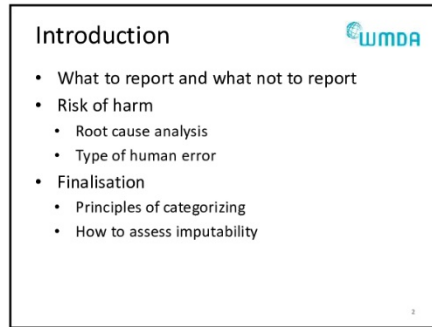 Introduction
WMDA
• What to report and what not to report
• Risk of harm
• Root cause analysis
• Type of human error
• Finalisation
• Principles of categorizing
• How to assess imputability
2